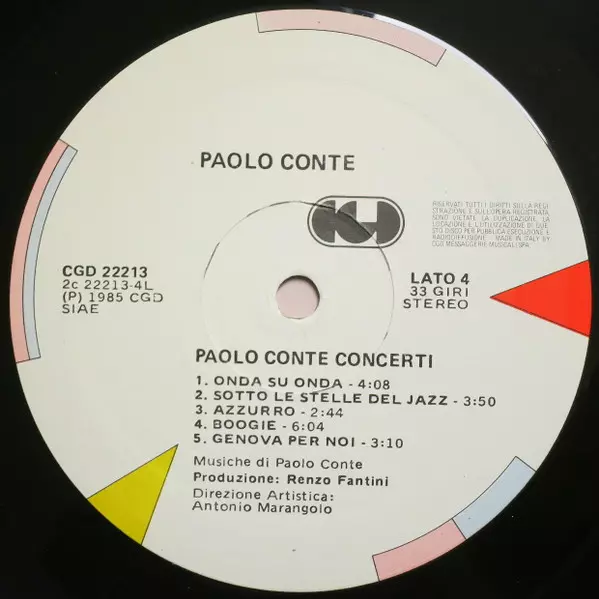 PAOLO CONTE
RISERVATI TUTTI I DIRITTI SULLA REGI
STRAZIONE E SULL'OPERA REGISTRATA.
SONO VIETATE LA DUPLICAZIONE, LA
LOCAZIONE E L'UTILIZZAZIONE DI QUE
STO DISCO PER PUBBLICA ESECUZIONE E
RADIODIFFUSIONE MADE IN ITALY BY
CGD MESSAGGERIE MUSICALI SPA
CGD 22213
2c 22213-4L
(P) 1985 CGD
SIAE
LATO 4
33 GIRI
STEREO
PAOLO CONTE CONCERTI
1. ONDA SU ONDA - 4:08
2. SOTTO LE STELLE DEL JAZZ - 3:50
3. AZZURRO - 2:44
4. BOOGIE - 6:04
5. GENOVA PER NOI - 3:10
Musiche di Paolo Conte
Produzione: Renzo Fantini
Direzione Artistica:
Antonio Marangolo